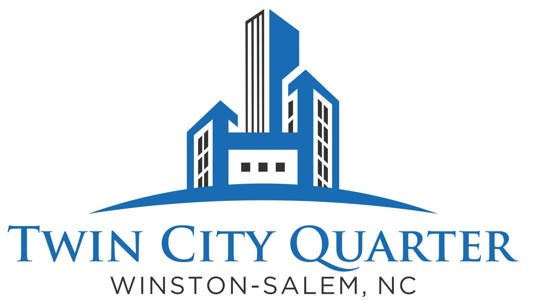 TWIN CITY QUARTER
WINSTON-SALEM, NC